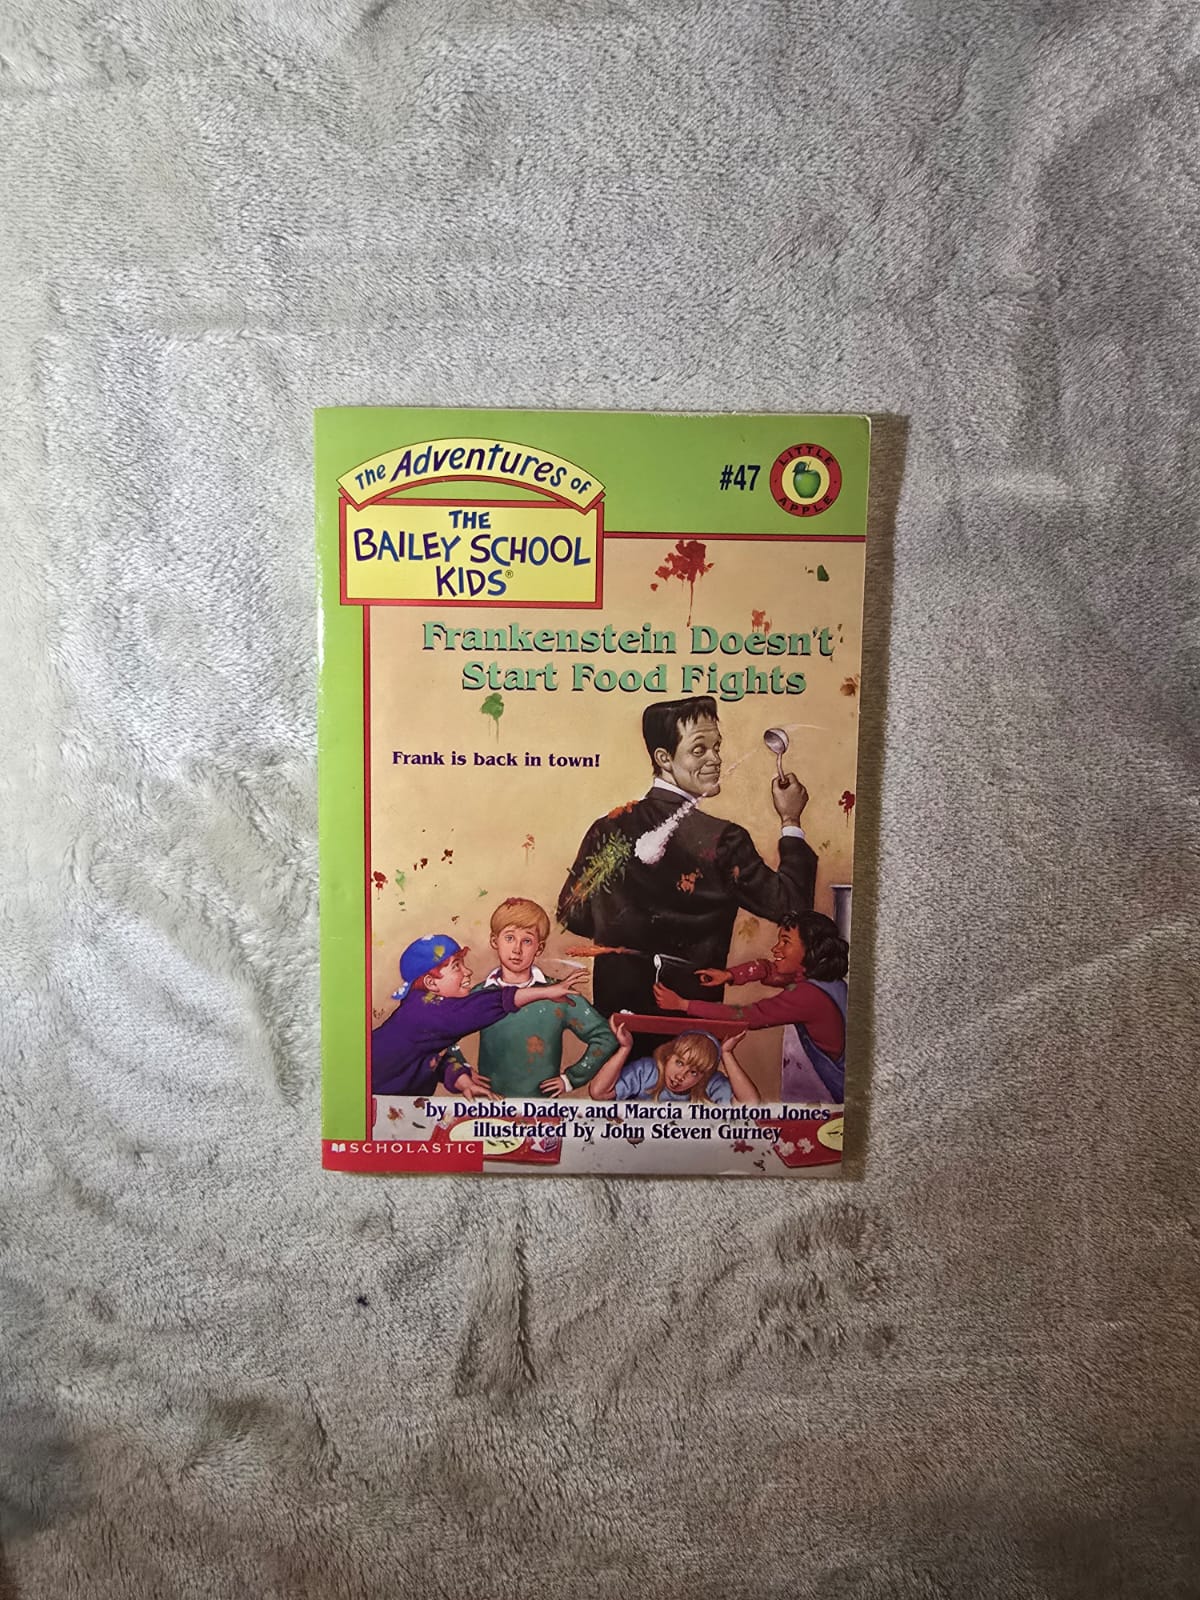 The Adventures of
THE
BAILEY SCHOOL
KIDS®
#47
LITTLE
APPLE
Frankenstein Doesn't
Start Food Fights
Frank is back in town!
by Debbie Dadey and Marcia Thornton Jones
illustrated by John Steven Gurney
SCHOLASTIC